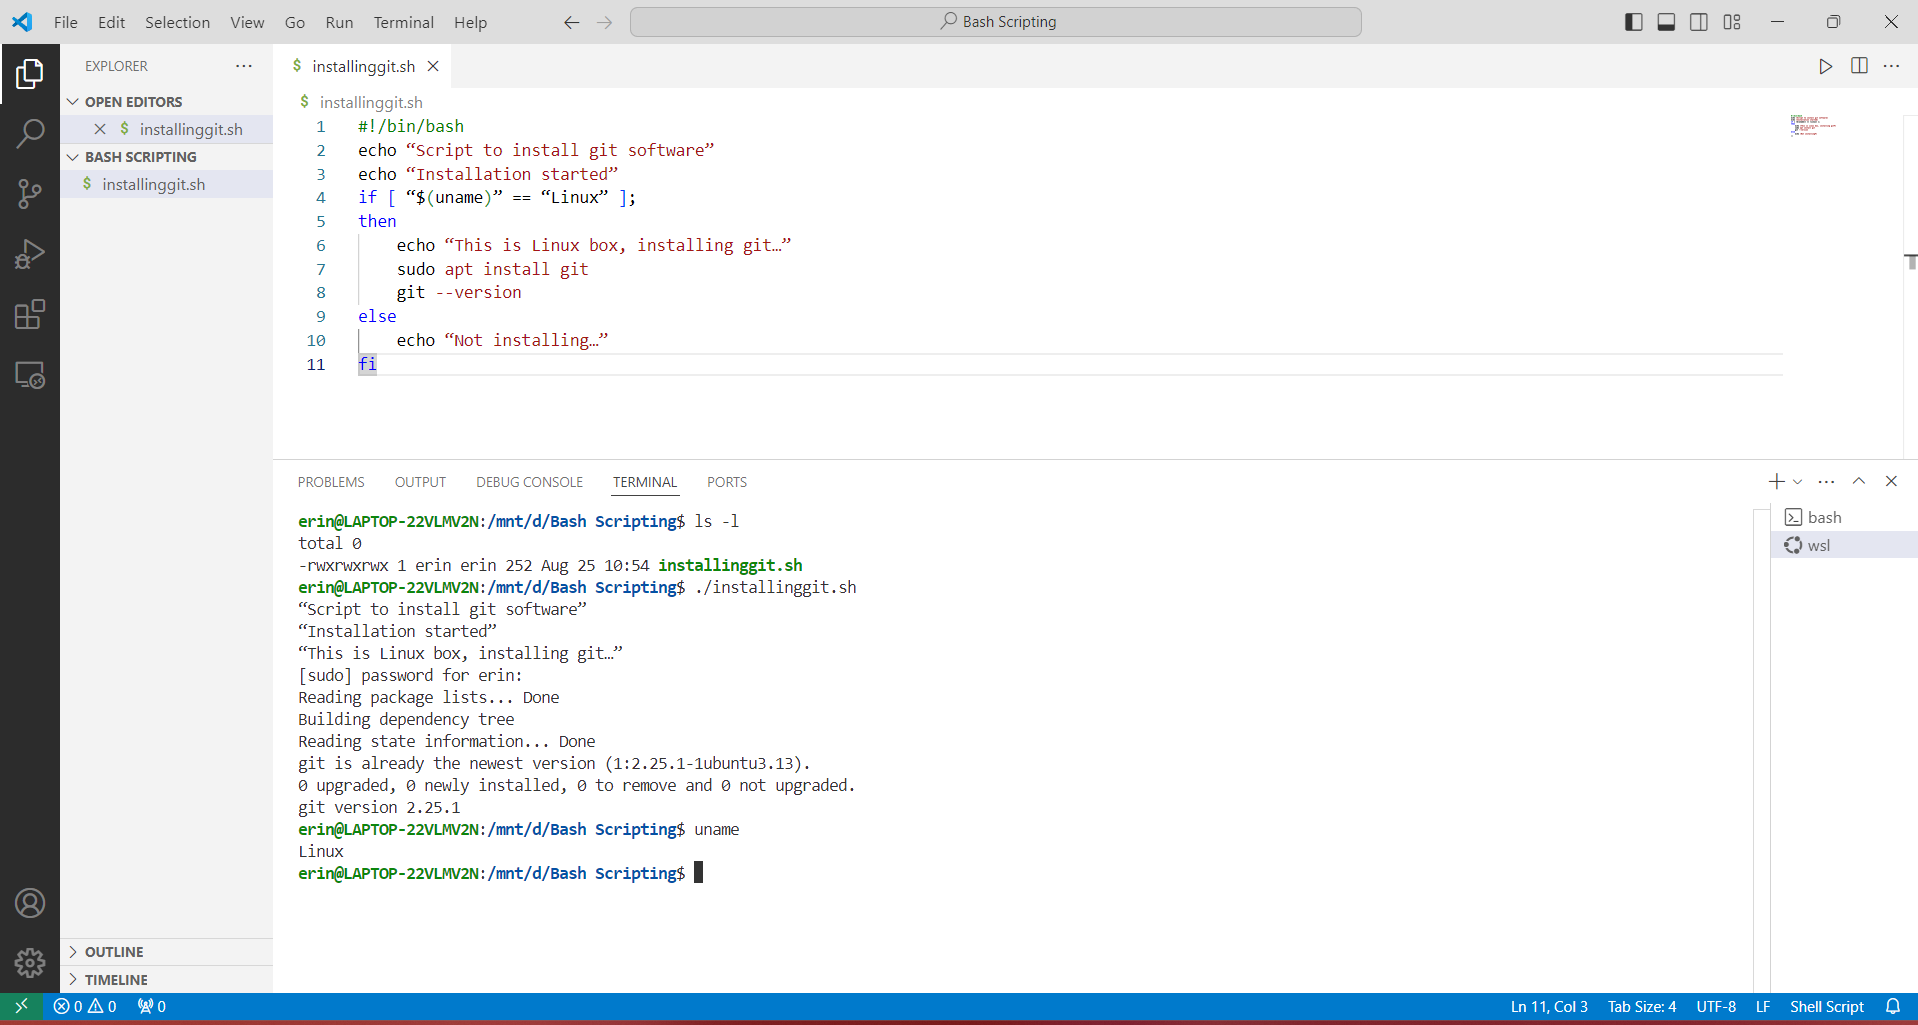 File Edit Selection View Go Run Terminal Help
Bash Scripting
EXPLORER
OPEN EDITORS
$ installinggit.sh
BASH SCRIPTING
$ installinggit.sh
OUTLINE
TIMELINE
$ installinggit.sh
$ installinggit.sh
1 #!/bin/bash
2 echo “Script to install git software”
3 echo “Installation started”
4 if [ “$(uname)” == “Linux” ];
5 then
6 echo “This is Linux box, installing git…”
7 sudo apt install git
8 git --version
9 else
10 echo “Not installing…”
11 fi
PROBLEMS OUTPUT DEBUG CONSOLE TERMINAL PORTS
erin@LAPTOP-22VLMV2N:/mnt/d/Bash Scripting$ ls -l
total 0
-rwxrwxrwx 1 erin erin 252 Aug 25 10:54 installinggit.sh
erin@LAPTOP-22VLMV2N:/mnt/d/Bash Scripting$ ./installinggit.sh
“Script to install git software”
“Installation started”
“This is Linux box, installing git…”
[sudo] password for erin:
Reading package lists... Done
Building dependency tree
Reading state information... Done
git is already the newest version (1:2.25.1-1ubuntu3.13).
0 upgraded, 0 newly installed, 0 to remove and 0 not upgraded.
git version 2.25.1
erin@LAPTOP-22VLMV2N:/mnt/d/Bash Scripting$ uname
Linux
erin@LAPTOP-22VLMV2N:/mnt/d/Bash Scripting$
bash
wsl
0 0 0
Ln 11, Col 3 Tab Size: 4 UTF-8 LF Shell Script